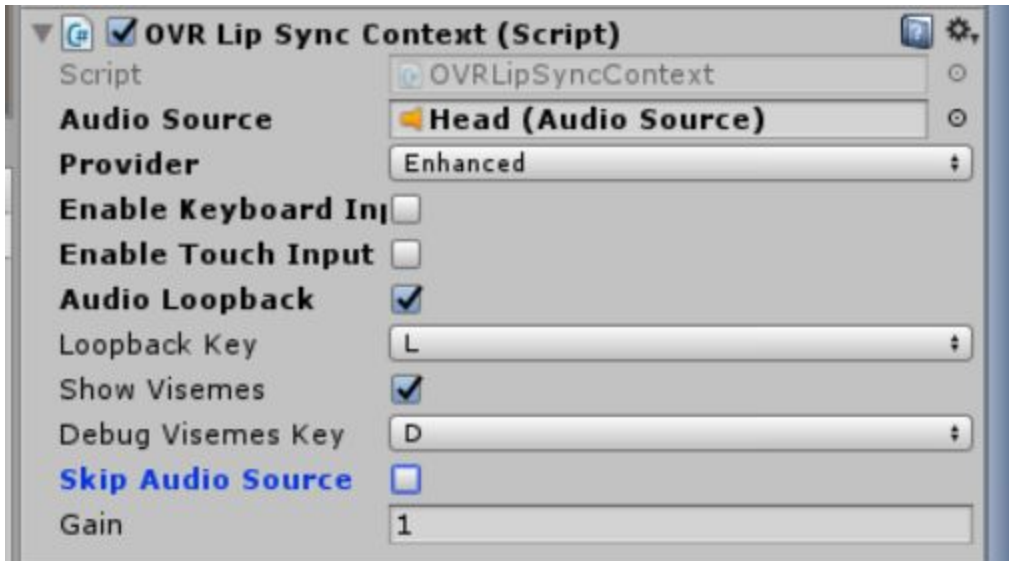 OVR Lip Sync Context (Script)
Script OVRLipSyncContext
Audio Source Head (Audio Source)
Provider Enhanced
Enable Keyboard Inp
Enable Touch Input
Audio Loopback
Loopback Key L
Show Visemes
Debug Visemes Key D
Skip Audio Source
Gain 1